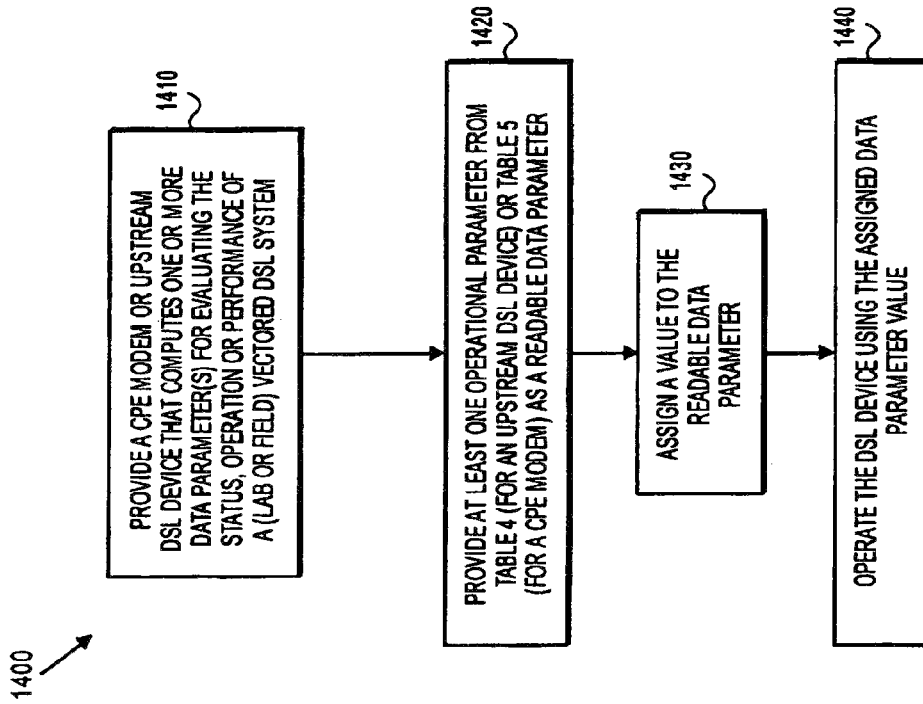 1400
1410
PROVIDE A CPE MODEM OR UPSTREAM
DSL DEVICE THAT COMPUTES ONE OR MORE
DATA PARAMETER(S) FOR EVALUATING THE
STATUS, OPERATION OR PERFORMANCE OF
A (LAB OR FIELD) VECTORED DSL SYSTEM
1420
PROVIDE AT LEAST ONE OPERATIONAL PARAMETER FROM
TABLE 4 (FOR AN UPSTREAM DSL DEVICE) OR TABLE 5
(FOR A CPE MODEM) AS A READABLE DATA PARAMETER
1430
ASSIGN A VALUE TO THE
READABLE DATA
PARAMETER
1440
OPERATE THE DSL DEVICE USING THE ASSIGNED DATA
PARAMETER VALUE